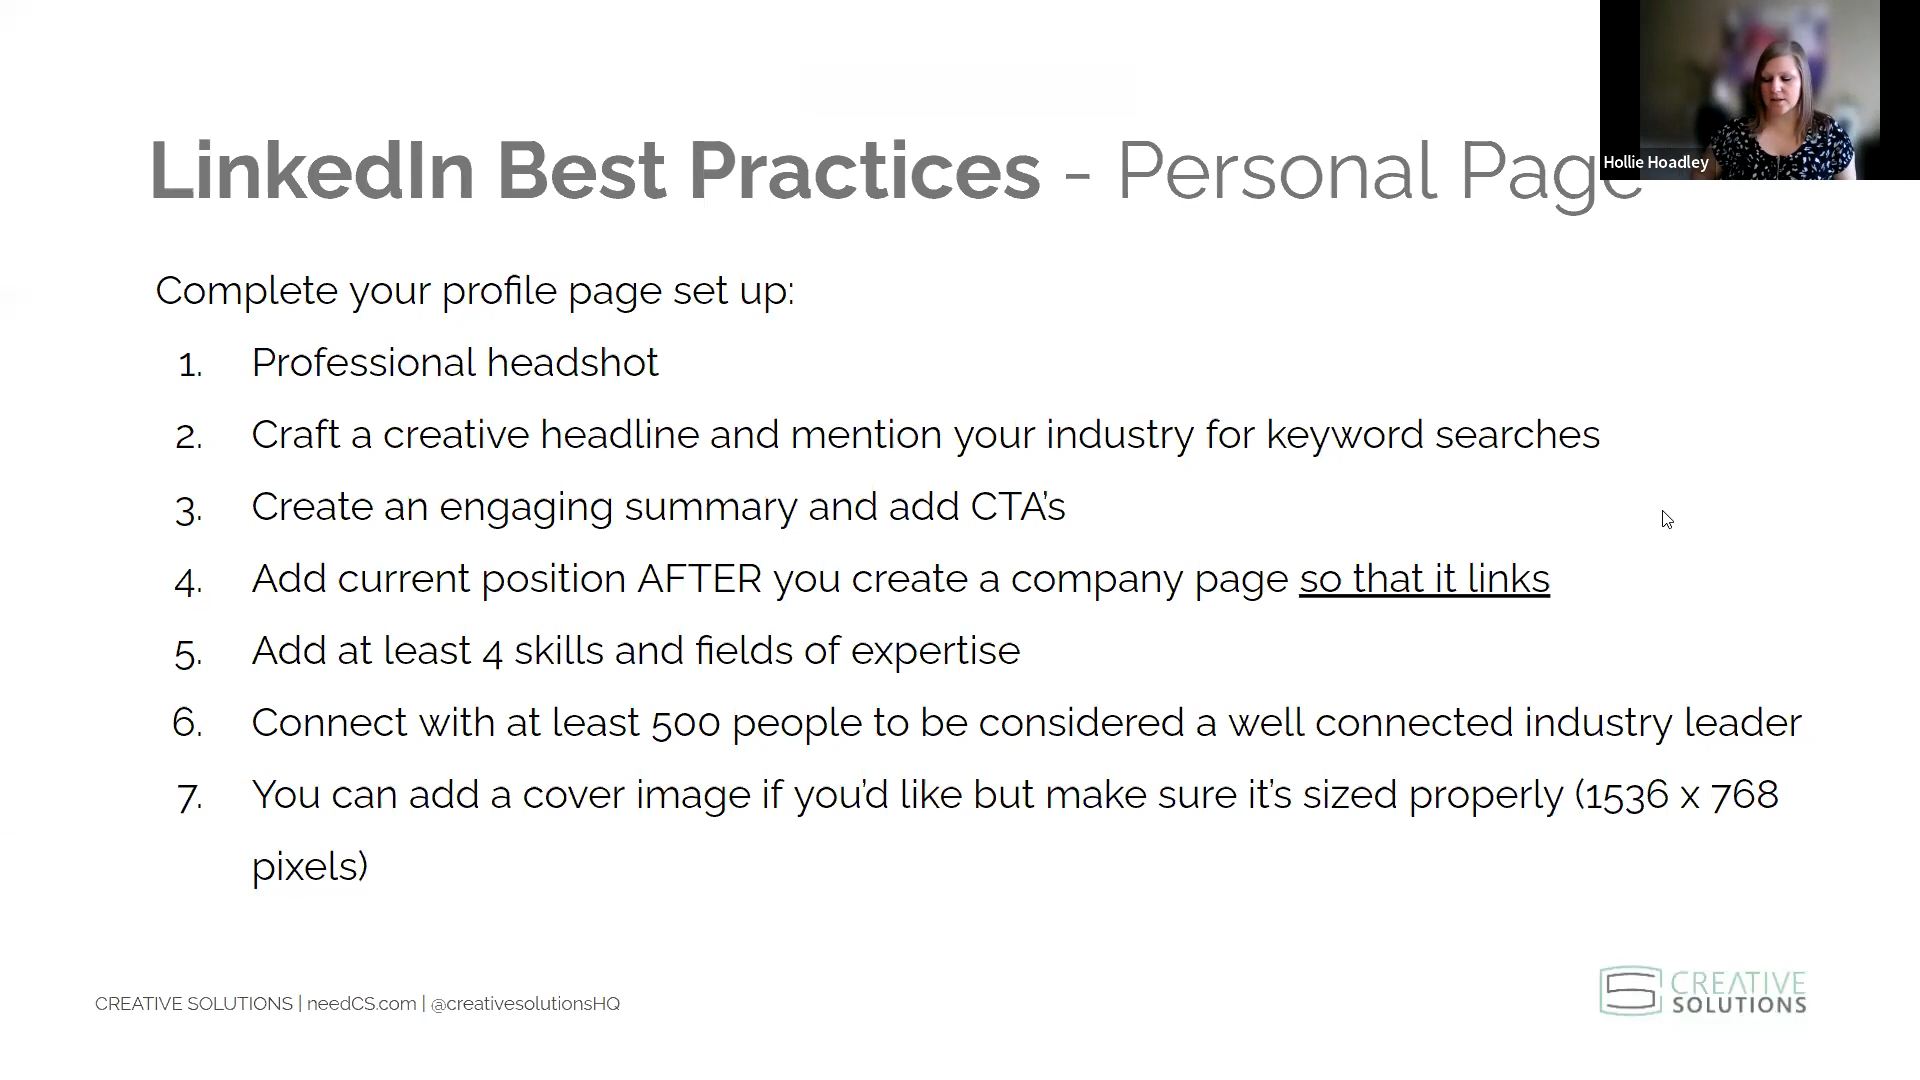 LinkedIn Best Practices - Personal Page
Hollie Hoadley
Complete your profile page set up:
1. Professional headshot
2. Craft a creative headline and mention your industry for keyword searches
3. Create an engaging summary and add CTA's
4. Add current position AFTER you create a company page so that it links
5. Add at least 4 skills and fields of expertise
6. Connect with at least 500 people to be considered a well connected industry leader
7. You can add a cover image if you'd like but make sure it's sized properly (1536 x 768
pixels)
CREATIVE SOLUTIONS | needCS.com | @creativesolutionsHQ
CREATIVE
SOLUTIONS